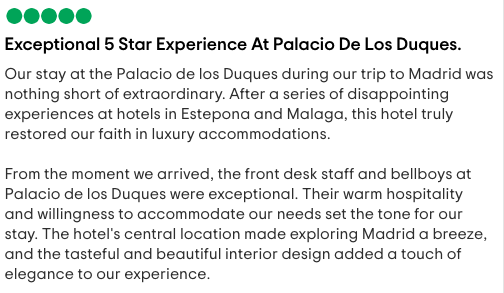 Exceptional 5 Star Experience At Palacio De Los Duques.
Our stay at the Palacio de los Duques during our trip to Madrid was
nothing short of extraordinary. After a series of disappointing
experiences at hotels in Estepona and Malaga, this hotel truly
restored our faith in luxury accommodations.
From the moment we arrived, the front desk staff and bellboys at
Palacio de los Duques were exceptional. Their warm hospitality
and willingness to accommodate our needs set the tone for our
stay. The hotel's central location made exploring Madrid a breeze,
and the tasteful and beautiful interior design added a touch of
elegance to our experience.